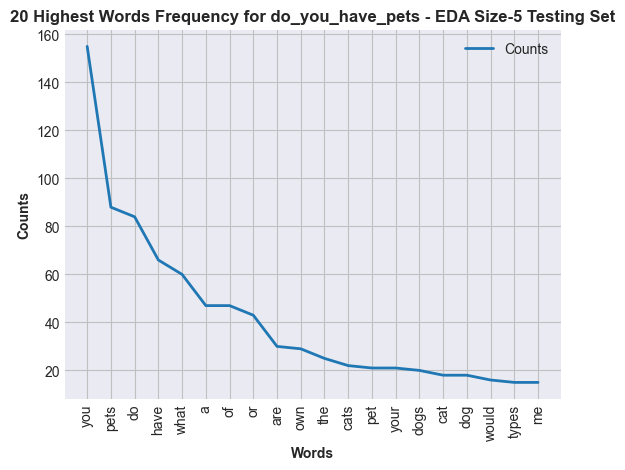 20 Highest Words Frequency for do_you_have_pets - EDA Size-5 Testing Set
Counts
160
140
120
100
80
60
40
20
Counts
you
pets
do
have
what
a
of
or
are
own
the
cats
pet
your
dogs
cat
dog
would
types
me
Words